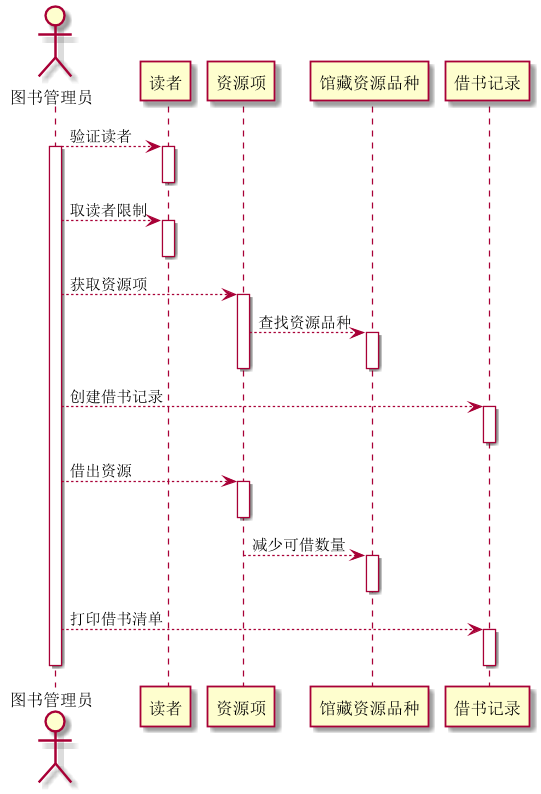 图书管理员
读者
资源项
馆藏资源品种
借书记录
验证读者
取读者限制
获取资源项
查找资源品种
创建借书记录
借出资源
减少可借数量
打印借书清单
图书管理员
读者
资源项
馆藏资源品种
借书记录